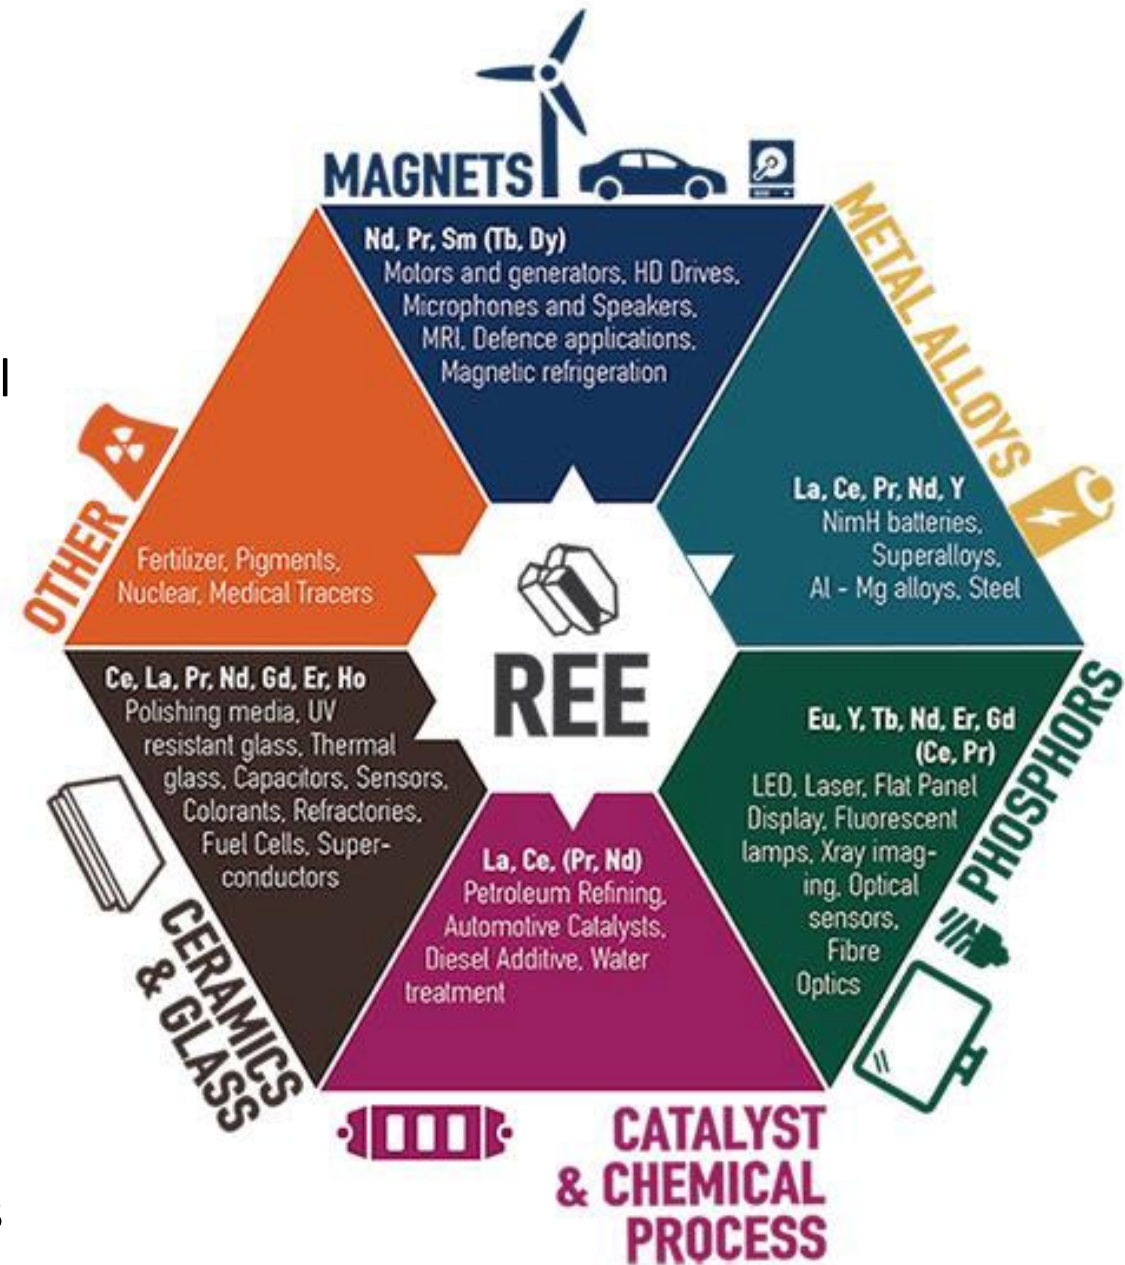 MAGNETS
Nd, Pr, Sm (Tb, Dy)
Motors and generators, HD Drives,
Microphones and Speakers,
MRI, Defence applications,
Magnetic refrigeration
METAL ALLOYS
La, Ce, Pr, Nd, Y
NimH batteries,
Superalloys,
Al - Mg alloys, Steel
OTHER
Fertilizer, Pigments,
Nuclear, Medical Tracers
REE
Ce, La, Pr, Nd, Gd, Er, Ho
Polishing media, UV
resistant glass, Thermal
glass, Capacitors, Sensors,
Colorants, Refractories,
Fuel Cells, Super-
conductors
CERAMICS
& GLASS
Eu, Y, Tb, Nd, Er, Gd
(Ce, Pr)
LED, Laser, Flat Panel
Display, Fluorescent
lamps, Xray imag-
ing, Optical
sensors,
Fibre
Optics
PHOSPHORS
La, Ce, (Pr, Nd)
Petroleum Refining,
Automotive Catalysts,
Diesel Additive, Water
treatment
CATALYST
& CHEMICAL
PROCESS